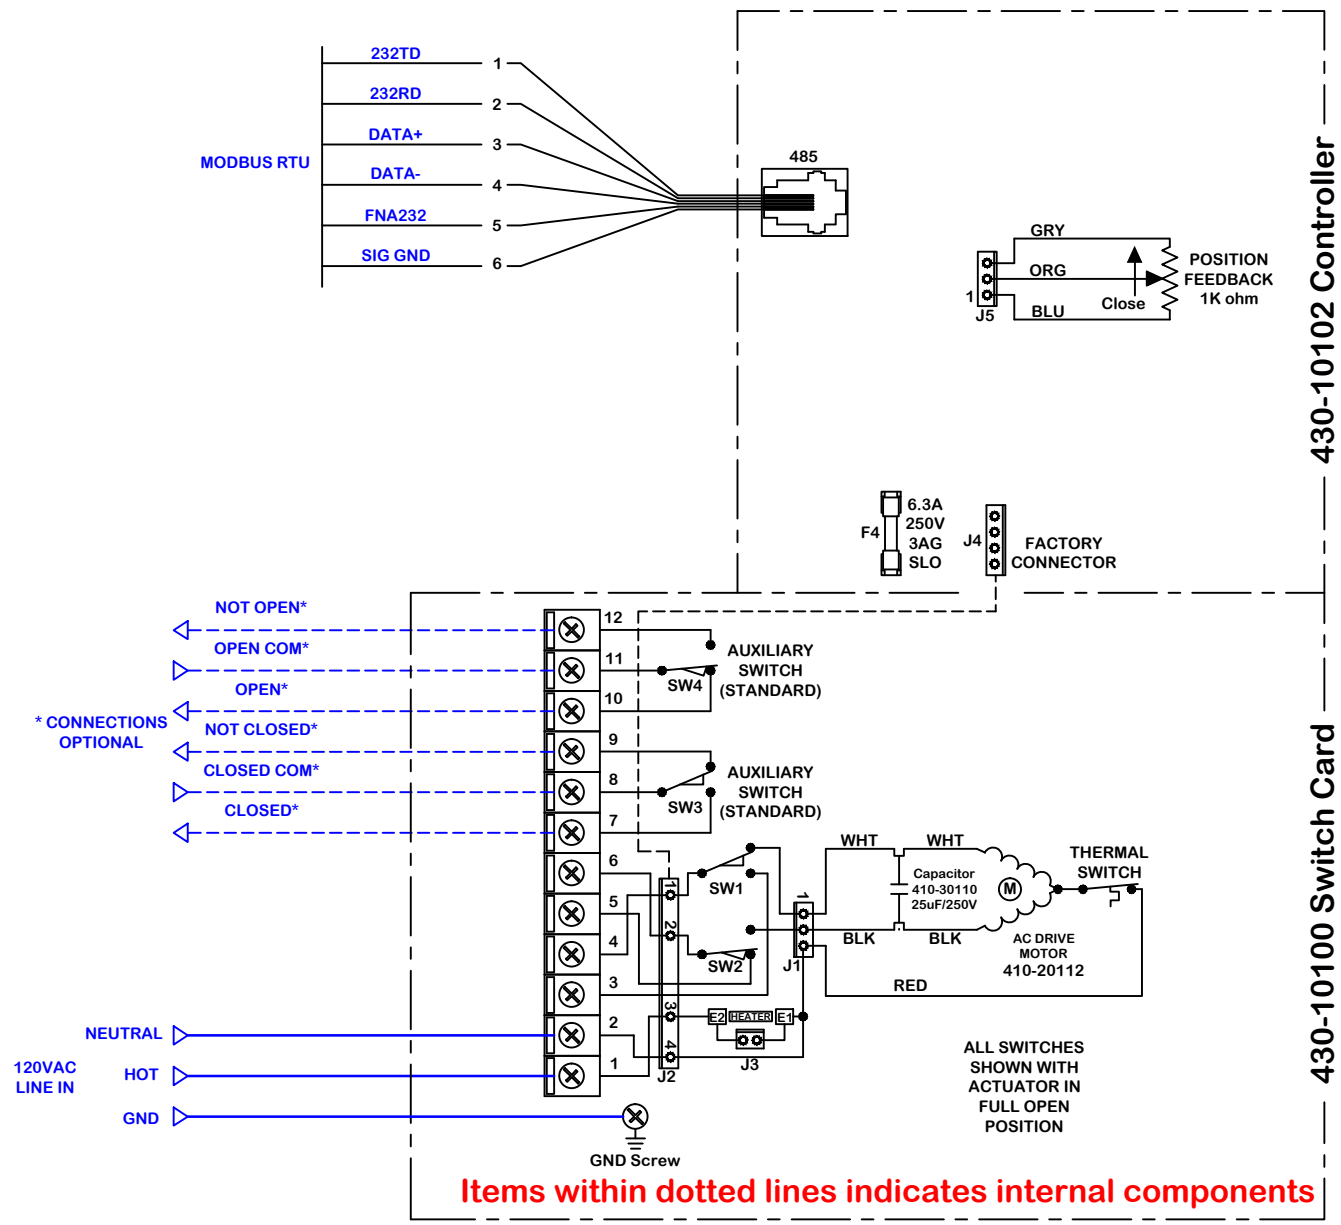 232TD
1
232RD
2
DATA+
3
DATA-
4
FNA232
5
SIG GND
6
MODBUS RTU
485
GRY
ORG
BLU
1
J5
Close
POSITION
FEEDBACK
1K ohm
430-10102 Controller
F4
6.3A
250V
3AG
SLO
J4
FACTORY
CONNECTOR
NOT OPEN*
OPEN COM*
OPEN*
NOT CLOSED*
CLOSED COM*
CLOSED*
* CONNECTIONS
OPTIONAL
12
11
10
9
8
7
6
5
4
3
2
1
SW4
AUXILIARY
SWITCH
(STANDARD)
SW3
AUXILIARY
SWITCH
(STANDARD)
SW1
SW2
1
2
3
4
J2
1
J1
E2
HEATER
E1
J3
WHT
WHT
BLK
BLK
RED
Capacitor
410-30110
25uF/250V
M
AC DRIVE
MOTOR
410-20112
THERMAL
SWITCH
NEUTRAL
120VAC
LINE IN
HOT
GND
GND Screw
ALL SWITCHES
SHOWN WITH
ACTUATOR IN
FULL OPEN
POSITION
430-10100 Switch Card
Items within dotted lines indicates internal components